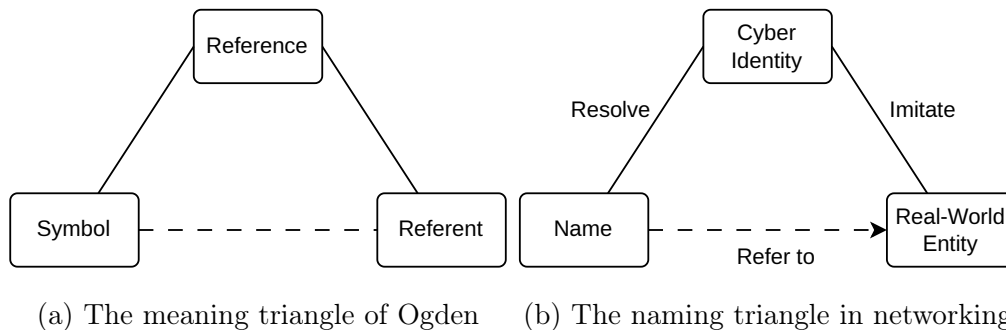 Reference
Symbol
Referent
(a) The meaning triangle of Ogden
Cyber
Identity
Resolve
Imitate
Name
Real-World
Entity
Refer to
(b) The naming triangle in networking